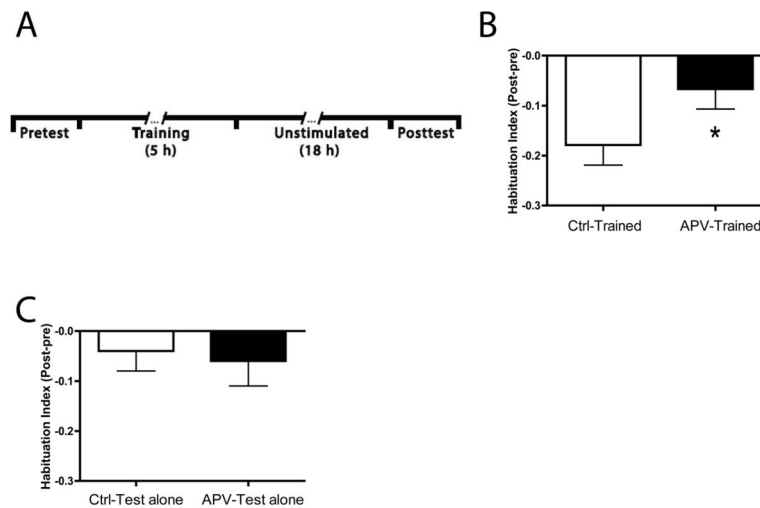 A
Pretest
...
Training
(5 h)
...
Unstimulated
(18 h)
Posttest
B
Habituation Index (Post-pre)
-0.0
-0.1
-0.2
-0.3
*
Ctrl-Trained
APV-Trained
C
Habituation Index (Post-pre)
-0.0
-0.1
-0.2
-0.3
Ctrl-Test alone
APV-Test alone